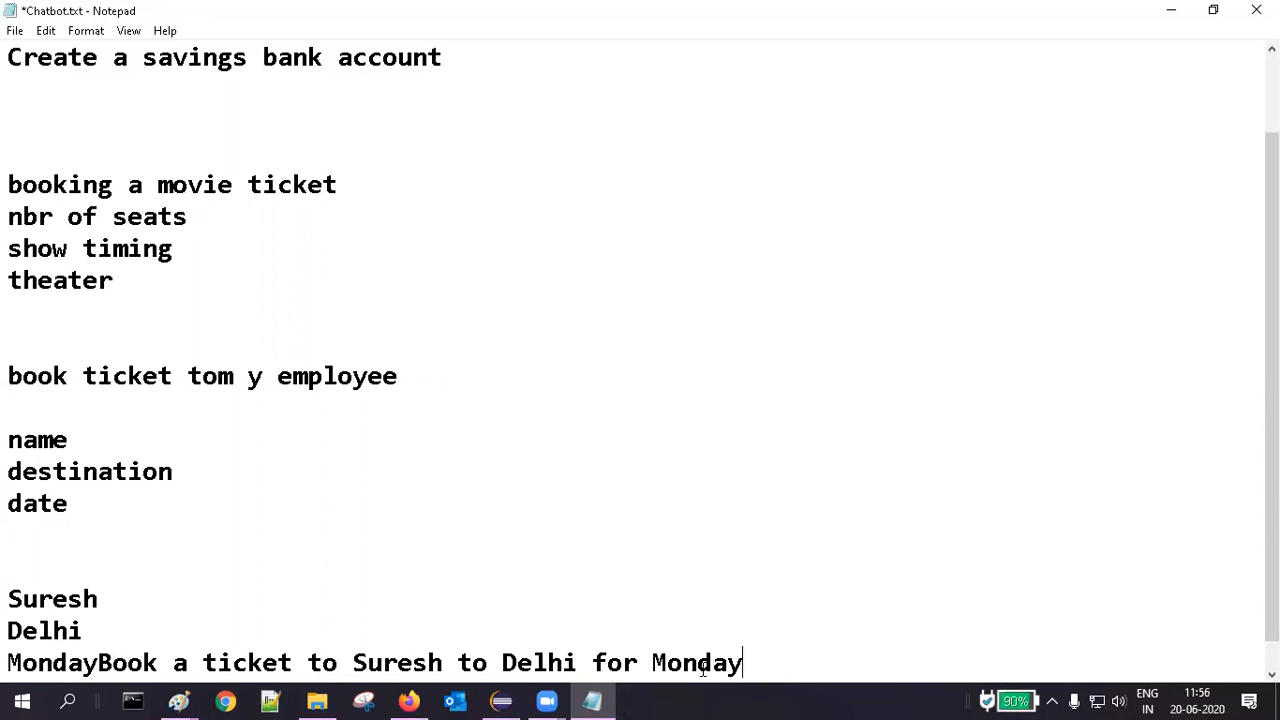 *Chatbot.txt - Notepad
File Edit Format View Help
Create a savings bank account
booking a movie ticket
nbr of seats
show timing
theater
book ticket tom y employee
name
destination
date
Suresh
Delhi
MondayBook a ticket to Suresh to Delhi for Monday
90%
ENG
IN
11:56
20-06-2020